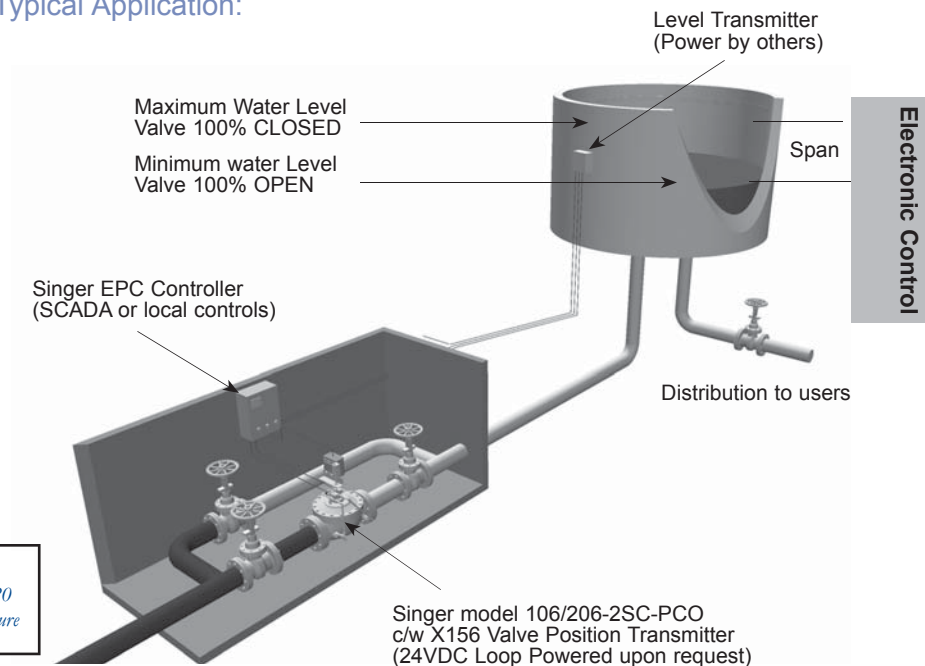 Typical Application:
Level Transmitter
(Power by others)
Maximum Water Level
Valve 100% CLOSED
Minimum water Level
Valve 100% OPEN
Span
Electronic Control
Singer EPC Controller
(SCADA or local controls)
Distribution to users
Singer model 106/206-2SC-PCO
c/w X156 Valve Position Transmitter
(24VDC Loop Powered upon request)